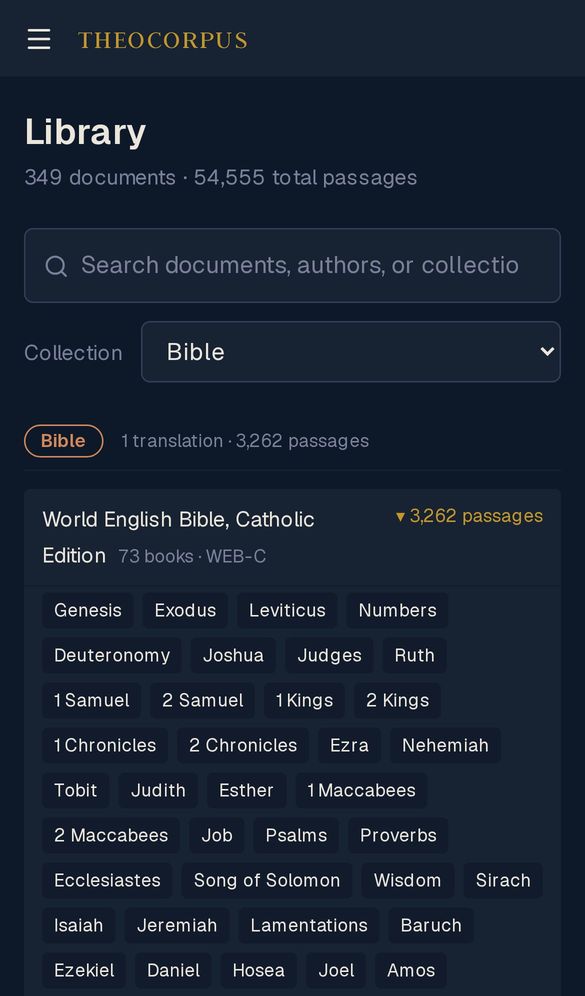 THEOCORPUS
Library
349 documents · 54,555 total passages
Search documents, authors, or collectio
Collection
Bible
Bible 1 translation · 3,262 passages
World English Bible, Catholic ▾ 3,262 passages
Edition 73 books · WEB-C
Genesis Exodus Leviticus Numbers
Deuteronomy Joshua Judges Ruth
1 Samuel 2 Samuel 1 Kings 2 Kings
1 Chronicles 2 Chronicles Ezra Nehemiah
Tobit Judith Esther 1 Maccabees
2 Maccabees Job Psalms Proverbs
Ecclesiastes Song of Solomon Wisdom Sirach
Isaiah Jeremiah Lamentations Baruch
Ezekiel Daniel Hosea Joel Amos